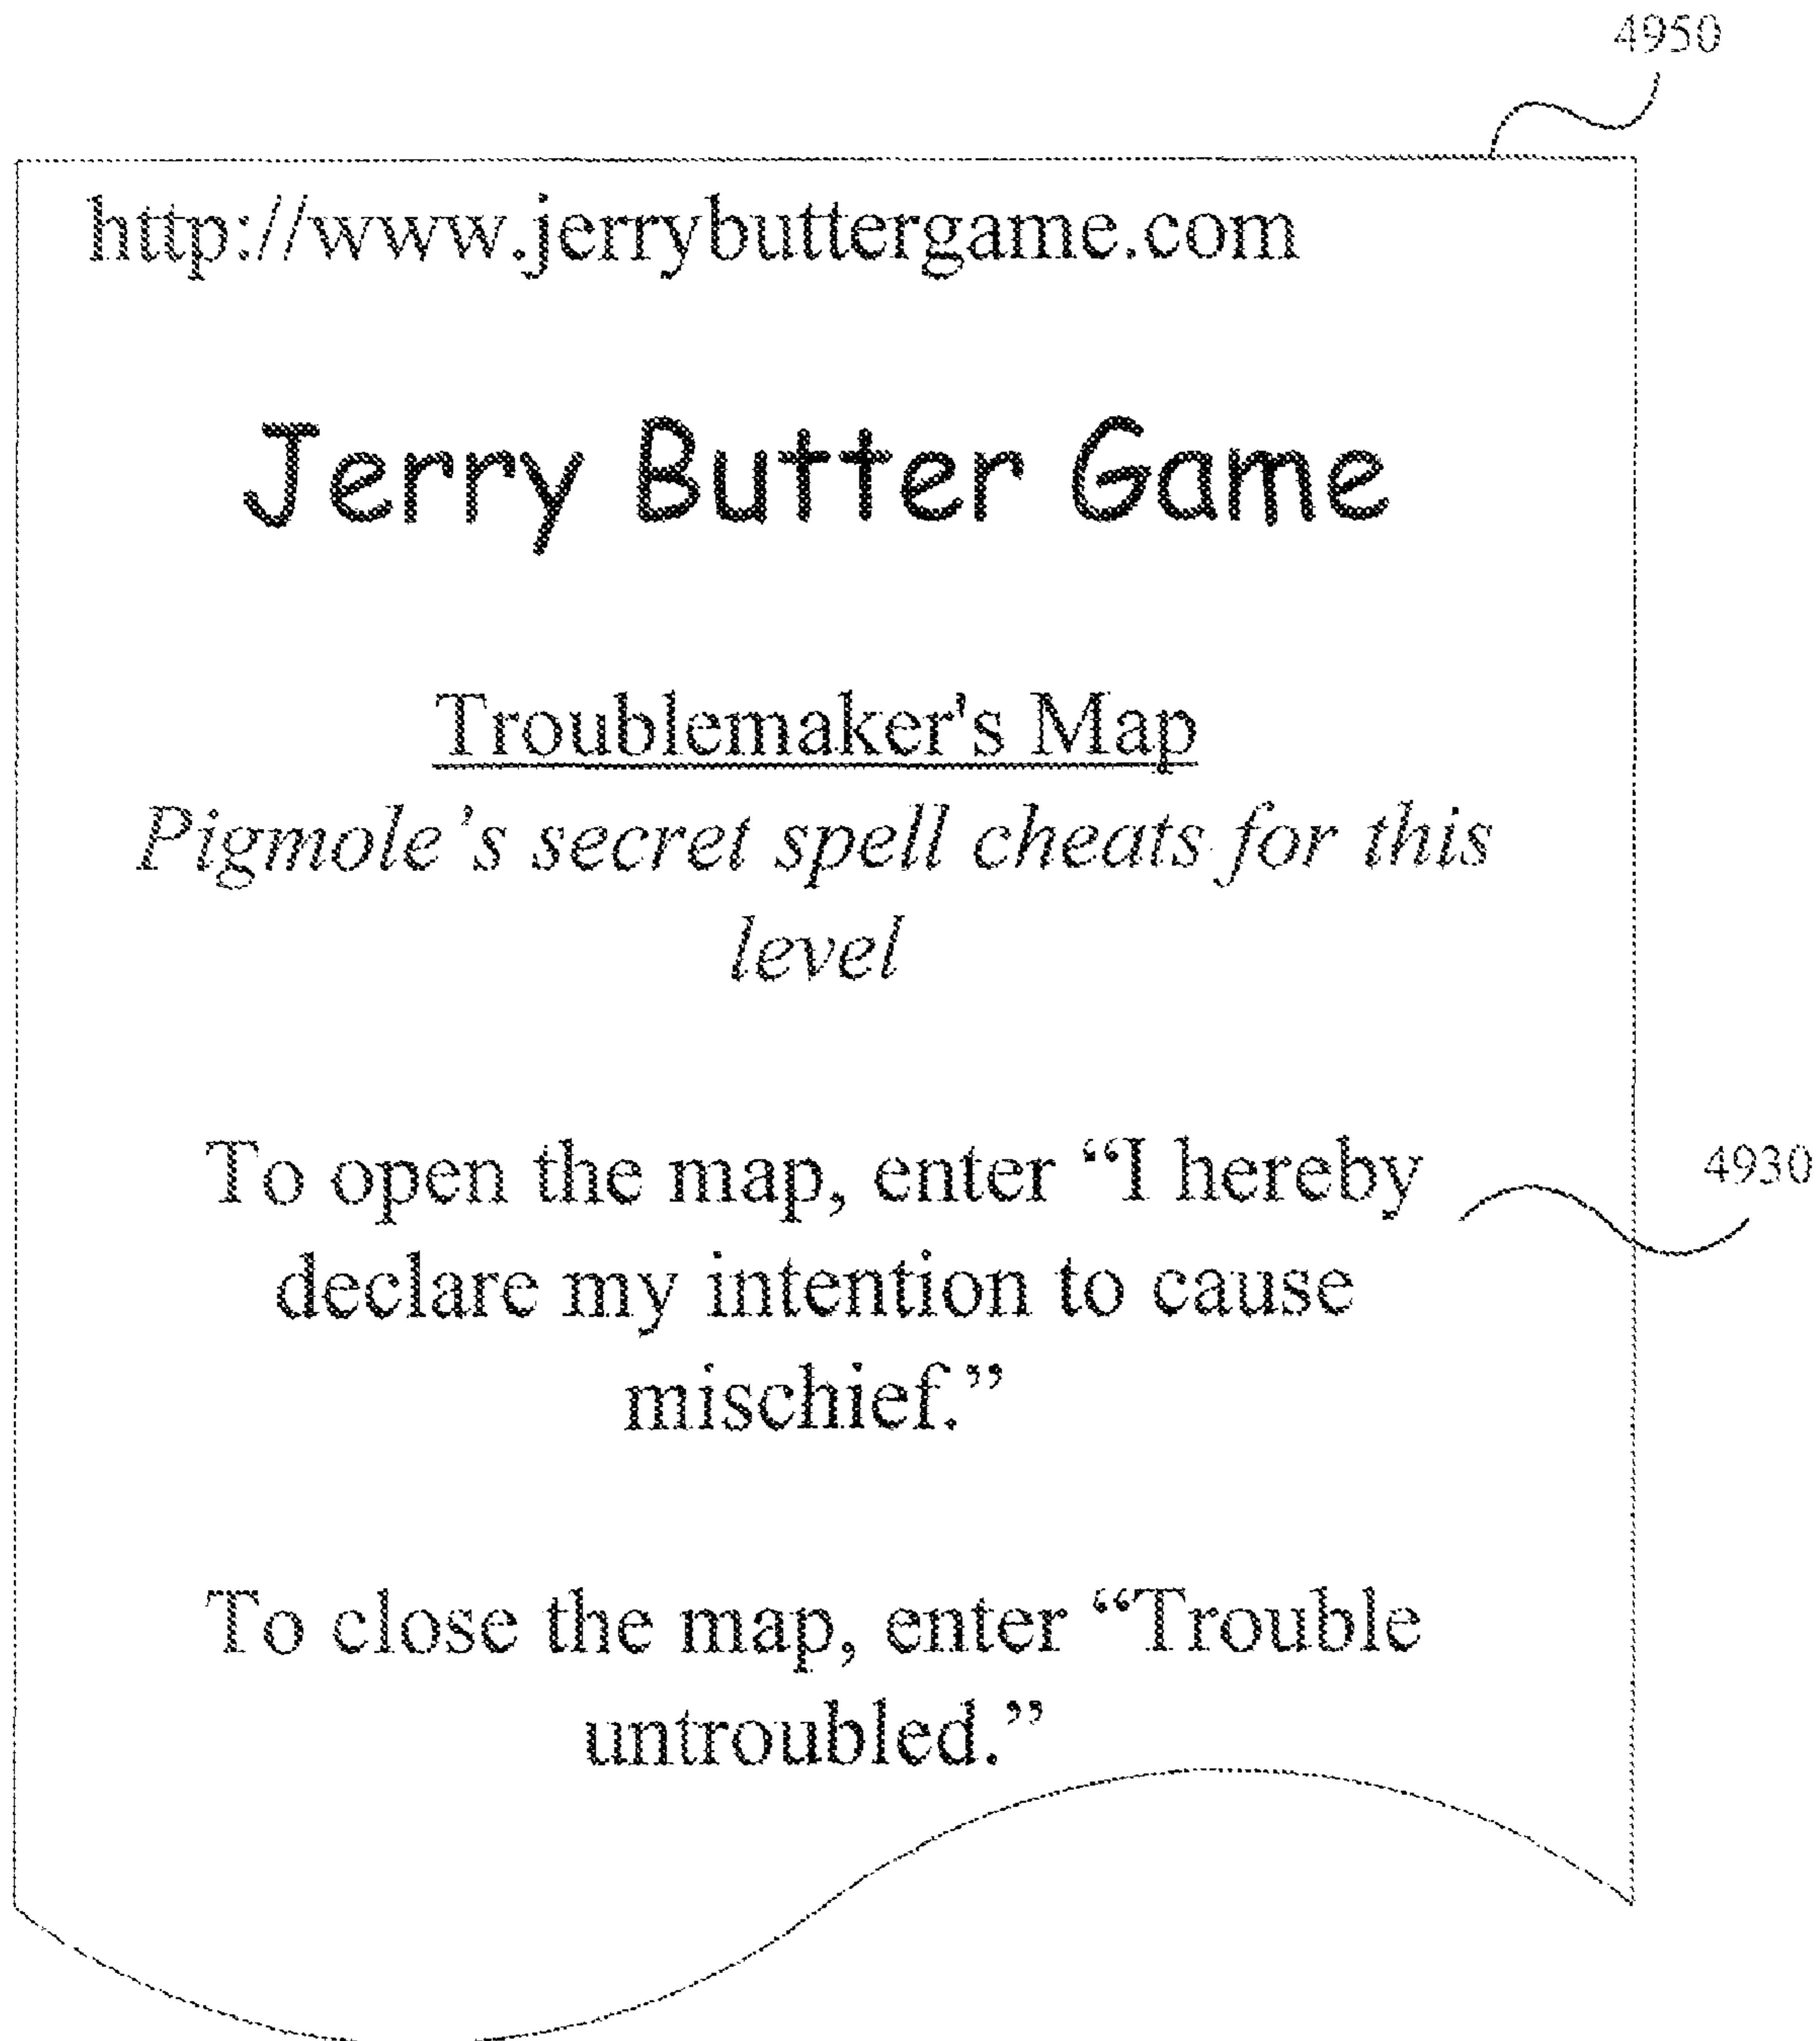 4950
http://www.jerrybuttergame.com
Jerry Butter Game
Troublemaker's Map
Pigmole’s secret spell cheats for this
level
To open the map, enter “I hereby
4930
declare my intention to cause
mischief.”
To close the map, enter “Trouble
untroubled.”